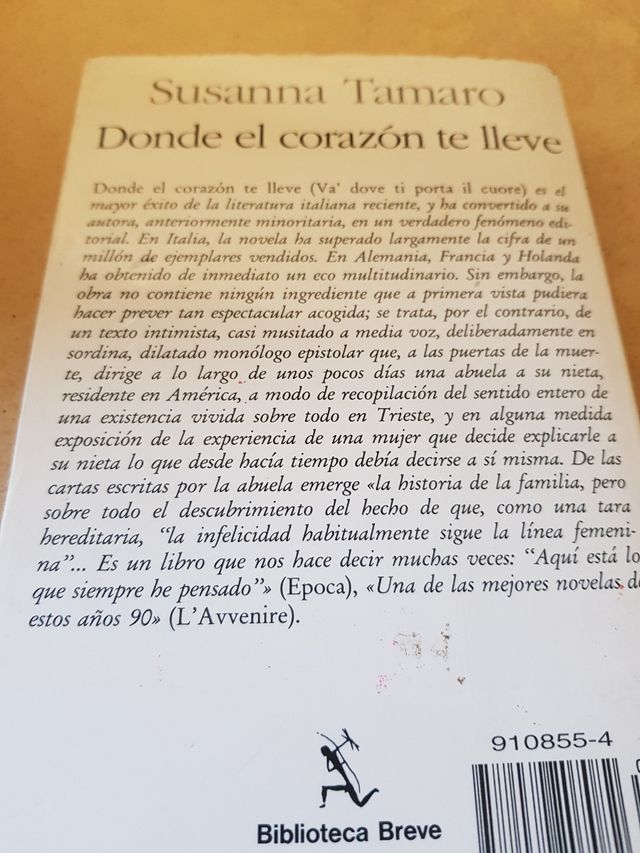 Susanna Tamaro
Donde el corazón te lleve
Donde el corazón te lleve (Va' dove ti porta il cuore) es el
mayor éxito de la literatura italiana reciente, y ha convertido a su
autora, anteriormente minoritaria, en un verdadero fenómeno edi-
torial. En Italia, la novela ha superado largamente la cifra de un
millón de ejemplares vendidos. En Alemania, Francia y Holanda
ha obtenido de inmediato un eco multitudinario. Sin embargo, la
obra no contiene ningún ingrediente que a primera vista pudiera
hacer prever tan espectacular acogida; se trata, por el contrario, de
un texto intimista, casi musitado a media voz, deliberadamente en
sordina, dilatado monólogo epistolar que, a las puertas de la muer-
te, dirige a lo largo de unos pocos días una abuela a su nieta,
residente en América, a modo de recopilación del sentido entero de
una existencia vivida sobre todo en Trieste, y en alguna medida
exposición de la experiencia de una mujer que decide explicarle a
su nieta lo que desde hacía tiempo debía decirse a sí misma. De las
cartas escritas por la abuela emerge «la historia de la familia, pero
sobre todo el descubrimiento del hecho de que, como una tara
hereditaria, "la infelicidad habitualmente sigue la línea femeni-
na"... Es un libro que nos hace decir muchas veces: "Aquí está lo
que siempre he pensado"» (Epoca), «Una de las mejores novelas de
estos años 90» (L'Avvenire).
910855-4
Biblioteca Breve